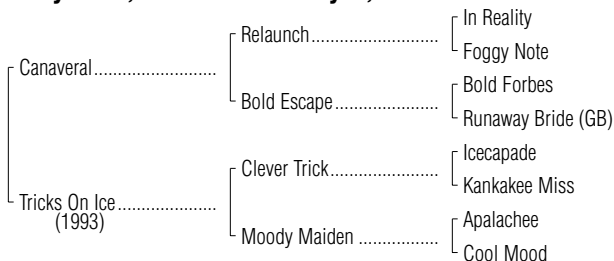 In Reality
Relaunch
Foggy Note
Canaveral
Bold Forbes
Bold Escape
Runaway Bride (GB)
Icecapade
Clever Trick
Kankakee Miss
Tricks On Ice
(1993)
Apalachee
Moody Maiden
Cool Mood